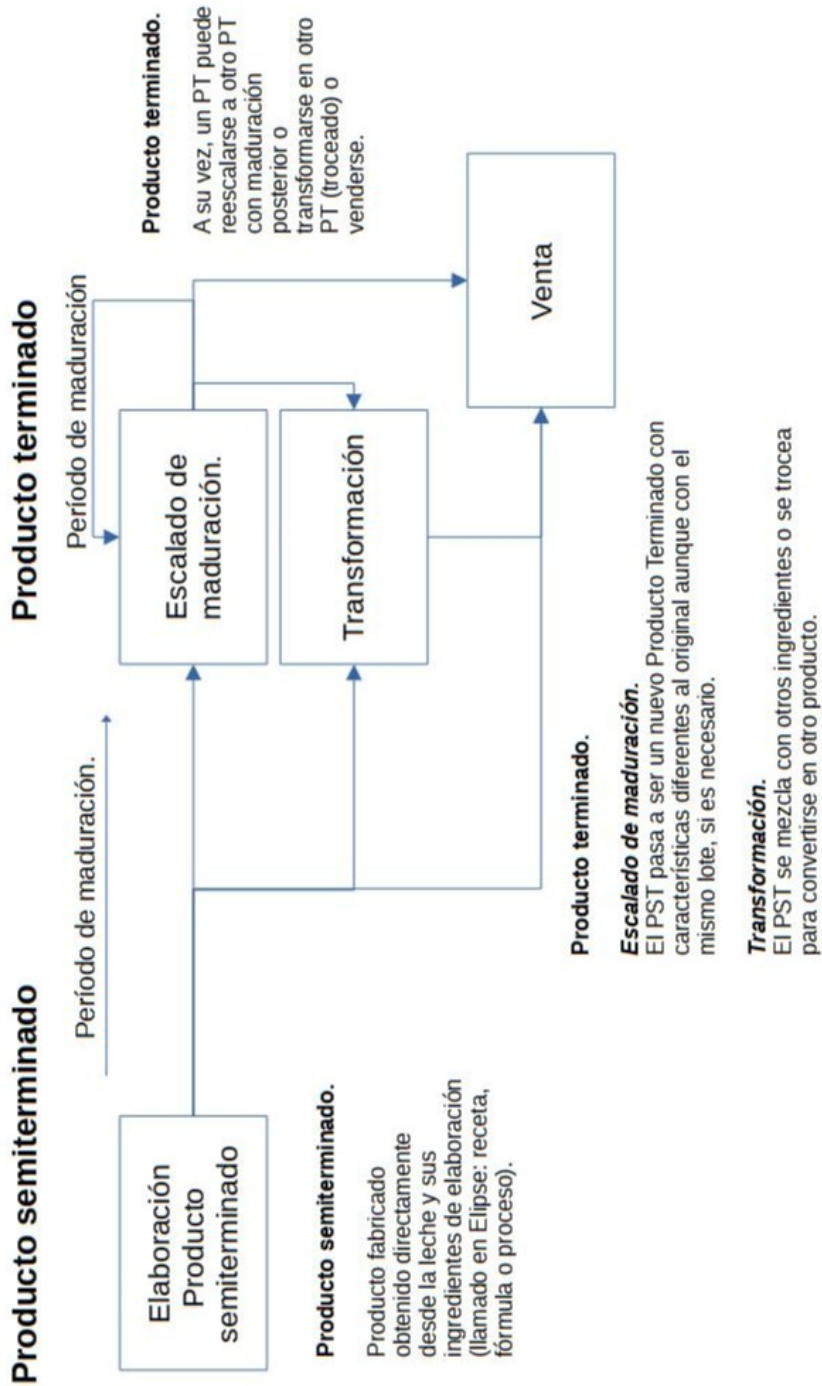 Producto semiterminado
Producto terminado
Período de maduración.
Período de maduración
Elaboración
Producto
semiterminado
Escalado de
maduración.
Transformación
Venta
Producto semiterminado.
Producto fabricado
obtenido directamente
desde la leche y sus
ingredientes de elaboración
(llamado en Elipse: receta,
fórmula o proceso).
Producto terminado.
Escalado de maduración.
El PST pasa a ser un nuevo Producto Terminado con
características diferentes al original aunque con el
mismo lote, si es necesario.
Transformación.
El PST se mezcla con otros ingredientes o se trocea
para convertirse en otro producto.
Producto terminado.
A su vez, un PT puede
reescalarse a otro PT
con maduración
posterior o
transformarse en otro
PT (troceado) o
venderse.